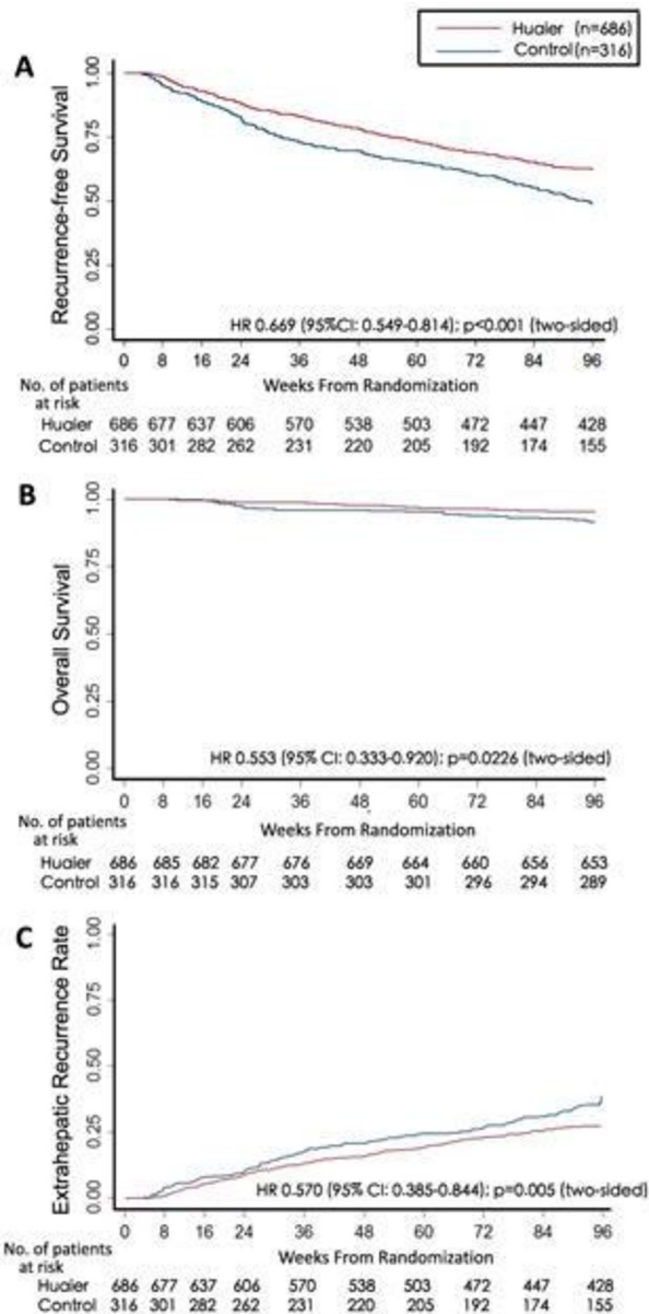 Huaier (n=686)
Control(n=316)
A
Recurrence-free Survival
1.00
0.75
0.50
0.25
0.00
HR 0.669 (95%CI: 0.549-0.814); p<0.001 (two-sided)
0 8 16 24 36 48 60 72 84 96
No. of patients
at risk
Weeks From Randomization
Huaier 686 677 637 606 570 538 503 472 447 428
Control 316 301 282 262 231 220 205 192 174 155
B
Overall Survival
1.00
0.75
0.50
0.25
0.00
HR 0.553 (95% CI: 0.333-0.920); p=0.0226 (two-sided)
0 8 16 24 36 48 60 72 84 96
No. of patients
at risk
Weeks From Randomization
Huaier 686 685 682 677 676 669 664 660 656 653
Control 316 316 315 307 303 303 301 296 294 289
C
Extrahepatic Recurrence Rate
1.00
0.75
0.50
0.25
0.00
HR 0.570 (95% CI: 0.385-0.844); p=0.005 (two-sided)
0 8 16 24 36 48 60 72 84 96
No. of patients
at risk
Weeks From Randomization
Huaier 686 677 637 606 570 538 503 472 447 428
Control 316 301 282 262 231 220 205 192 174 155